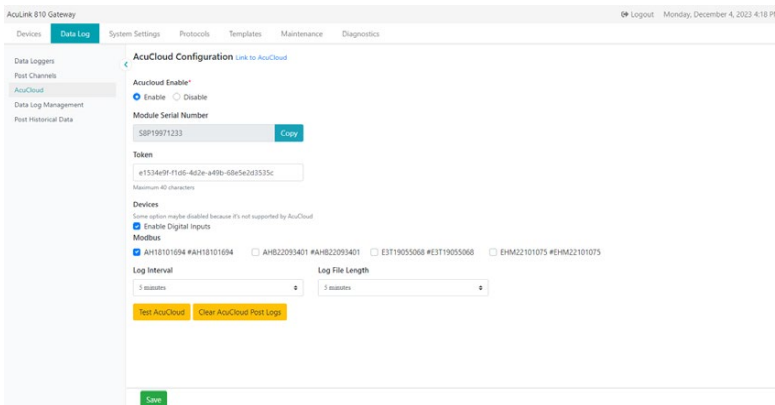 AcuLink 810 Gateway
Logout Monday, December 4, 2023 4:18 P
Devices Data Log System Settings Protocols Templates Maintenance Diagnostics
Data Loggers
Post Channels
AcuCloud
Data Log Management
Post Historical Data
AcuCloud Configuration Link to AcuCloud
Acucloud Enable*
Enable Disable
Module Serial Number
S8P19971233 Copy
Token
e1534e9f-f1d6-4d2e-a49b-68e5e2d3535c
Maximum 40 characters
Devices
Some option maybe disabled because it's not supported by AcuCloud
Enable Digital Inputs
Modbus
AH18101694 #AH18101694 AHB22093401 #AHB22093401 E3T19055068 #E3T19055068 EHM22101075 #EHM22101075
Log Interval Log File Length
5 minutes 5 minutes
Test AcuCloud Clear AcuCloud Post Logs
Save